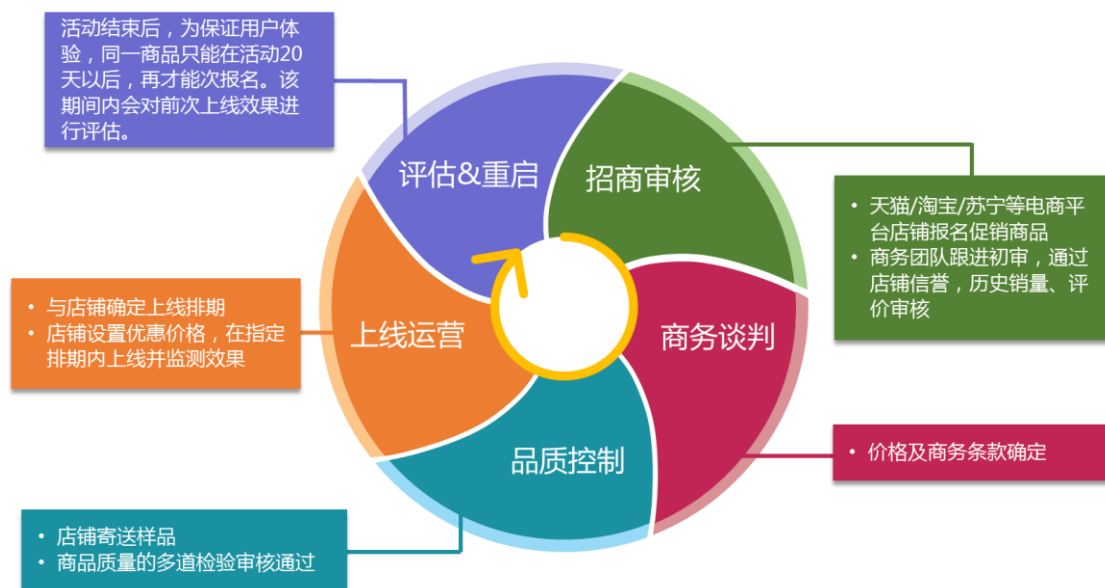 活动结束后，为保证用户体
验，同一商品只能在活动20
天以后，再才能次报名。该
期间内会对前次上线效果进
行评估。
评估&重启
招商审核
• 天猫/淘宝/苏宁等电商平
台店铺报名促销商品
• 商务团队跟进初审，通过
店铺信誉，历史销量、评
价审核
• 与店铺确定上线排期
• 店铺设置优惠价格，在指定
排期内上线并监测效果
上线运营
商务谈判
• 价格及商务条款确定
品质控制
• 店铺寄送样品
• 商品质量的多道检验审核通过